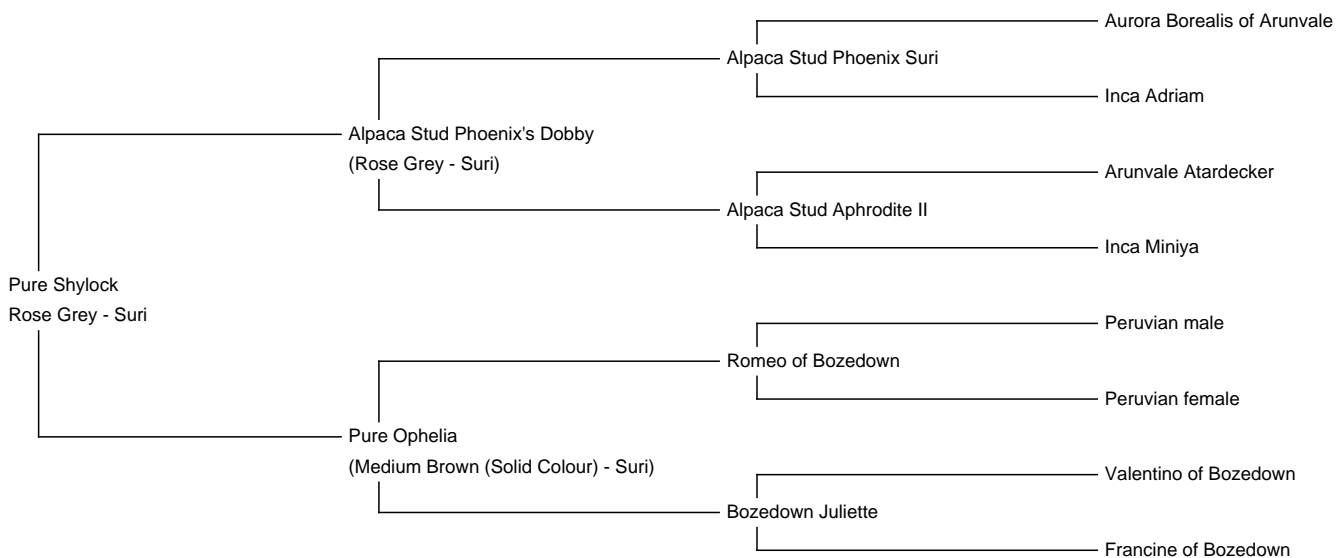 Aurora Borealis of Arunvale
Alpaca Stud Phoenix Suri
Inca Adriam
Alpaca Stud Phoenix's Dobby
(Rose Grey - Suri)
Arunvale Atardecker
Alpaca Stud Aphrodite II
Inca Miniya
Pure Shylock
Rose Grey - Suri
Peruvian male
Romeo of Bozedown
Peruvian female
Pure Ophelia
(Medium Brown (Solid Colour) - Suri)
Valentino of Bozedown
Bozedown Juliette
Francine of Bozedown